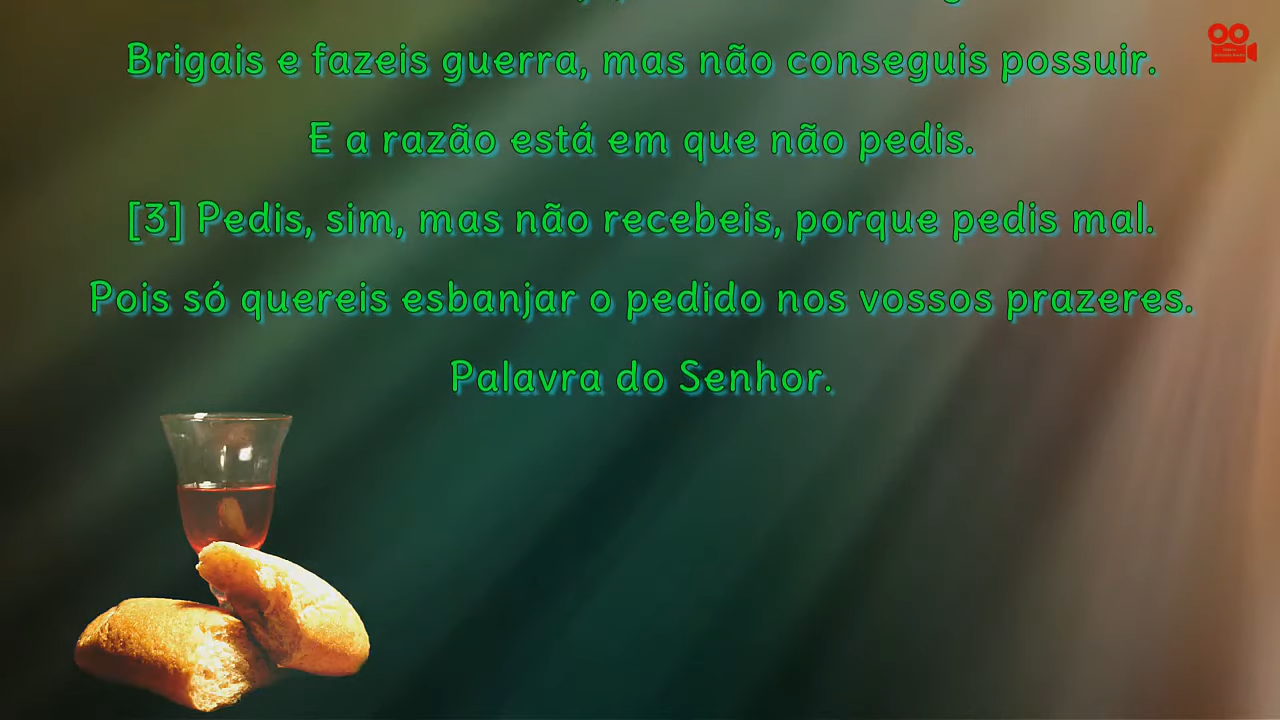 Brigais e fazeis guerra, mas não conseguis possuir.
E a razão está em que não pedis.
[3] Pedis, sim, mas não recebeis, porque pedis mal.
Pois só quereis esbanjar o pedido nos vossos prazeres.
Palavra do Senhor.